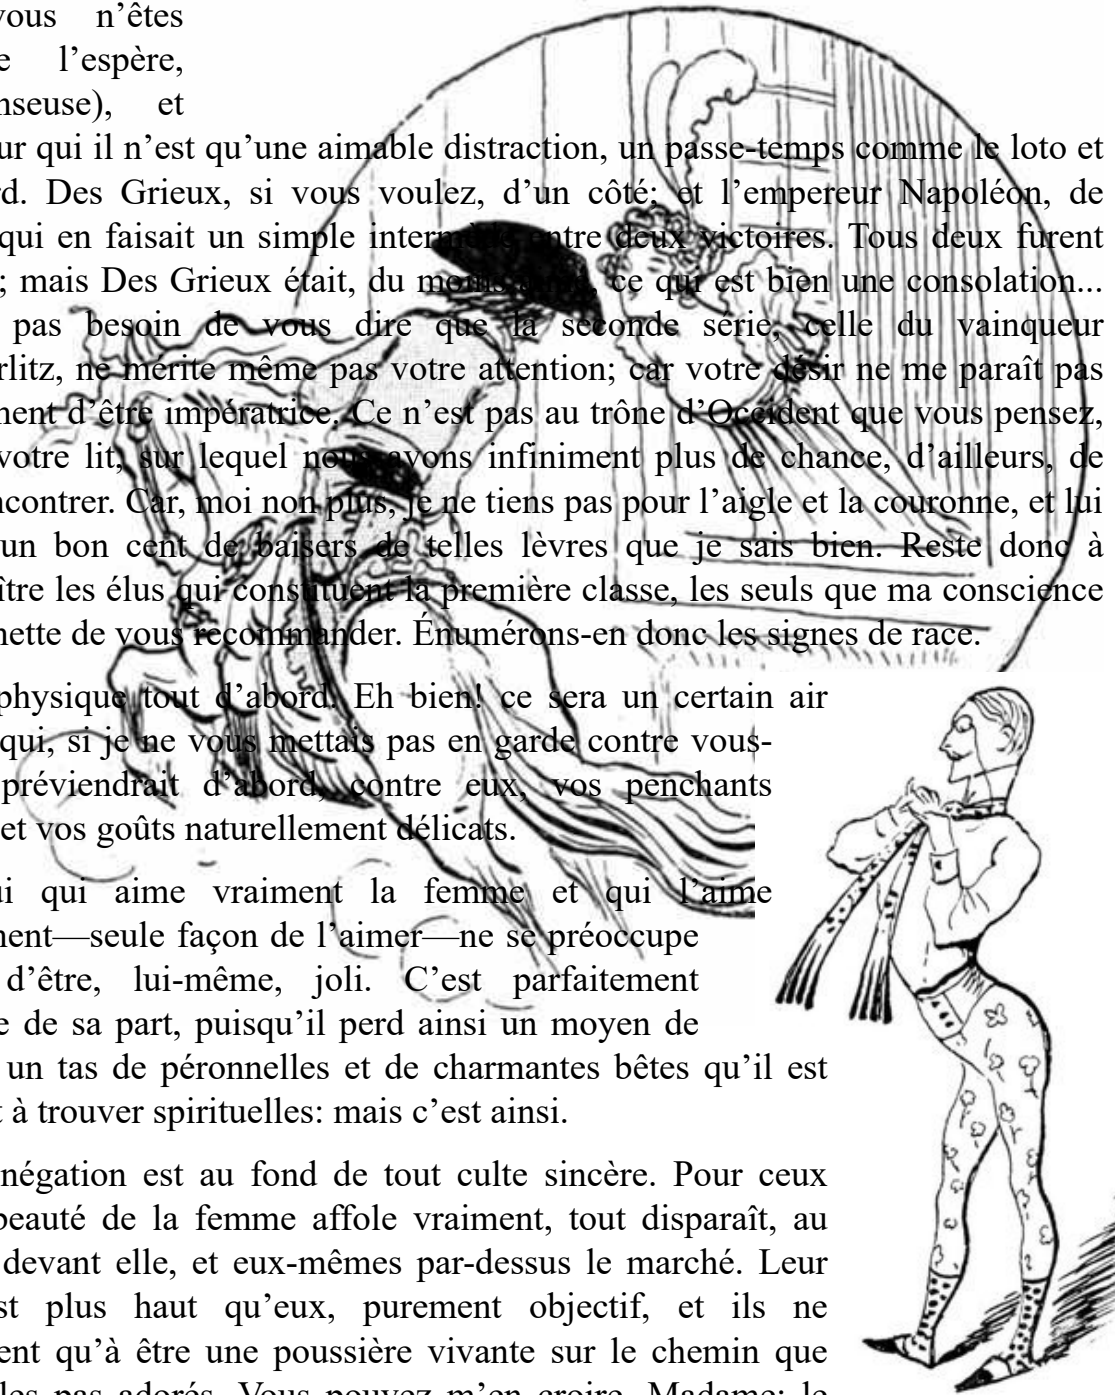 vous n’êtes
e l’espère,
nseuse), et
ur qui il n’est qu’une aimable distraction, un passe-temps comme le loto et
rd. Des Grieux, si vous voulez, d’un côté; et l’empereur Napoléon, de
qui en faisait un simple intermède entre deux victoires. Tous deux furent
; mais Des Grieux était, du moins ce qui est bien une consolation...
pas besoin de vous dire que la seconde série, celle du vainqueur
rlitz, ne mérite même pas votre attention; car votre désir ne me paraît pas
ment d’être impératrice. Ce n’est pas au trône d’Occident que vous pensez,
votre lit, sur lequel nous avons infiniment plus de chance, d’ailleurs, de
ncontrer. Car, moi non plus, je ne tiens pas pour l’aigle et la couronne, et lui
un bon cent de baisers de telles lèvres que je sais bien. Reste donc à
ître les élus qui constituent la première classe, les seuls que ma conscience
mette de vous recommander. Énumérons-en donc les signes de race.
physique tout d’abord. Eh bien! ce sera un certain air
qui, si je ne vous mettais pas en garde contre vous-
préviendrait d’abord, contre eux, vos penchants
et vos goûts naturellement délicats.
ui qui aime vraiment la femme et qui l’aime
ment—seule façon de l’aimer—ne se préoccupe
d’être, lui-même, joli. C’est parfaitement
e de sa part, puisqu’il perd ainsi un moyen de
un tas de péronnelles et de charmantes bêtes qu’il est
t à trouver spirituelles: mais c’est ainsi.
négation est au fond de tout culte sincère. Pour ceux
beauté de la femme affole vraiment, tout disparaît, au
devant elle, et eux-mêmes par-dessus le marché. Leur
st plus haut qu’eux, purement objectif, et ils ne
ent qu’à être une poussière vivante sur le chemin que
les pas adorés. Vous pouvez m’en croire, Madame: le